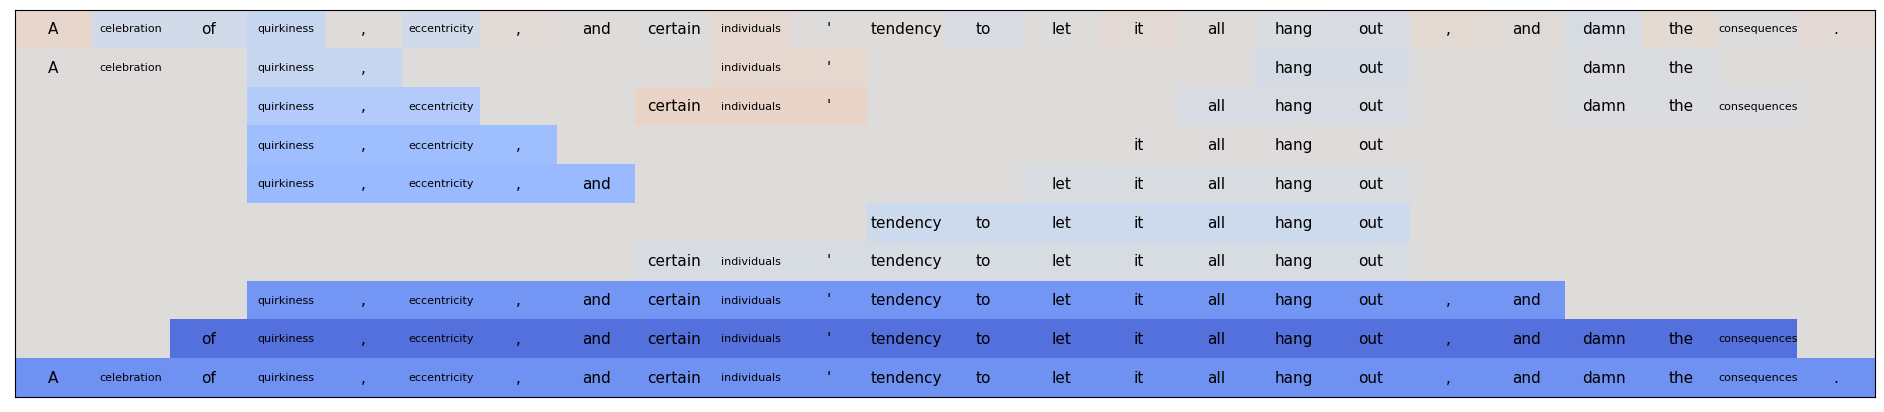 A celebration of quirkiness , eccentricity , and certain individuals ' tendency to let it all hang out , and damn the consequences .
A celebration quirkiness , individuals ' hang out damn the
quirkiness , eccentricity certain individuals ' all hang out damn the consequences
quirkiness , eccentricity , it all hang out
quirkiness , eccentricity , and let it all hang out
tendency to let it all hang out
certain individuals ' tendency to let it all hang out
quirkiness , eccentricity , and certain individuals ' tendency to let it all hang out , and
of quirkiness , eccentricity , and certain individuals ' tendency to let it all hang out , and damn the consequences
A celebration of quirkiness , eccentricity , and certain individuals ' tendency to let it all hang out , and damn the consequences .